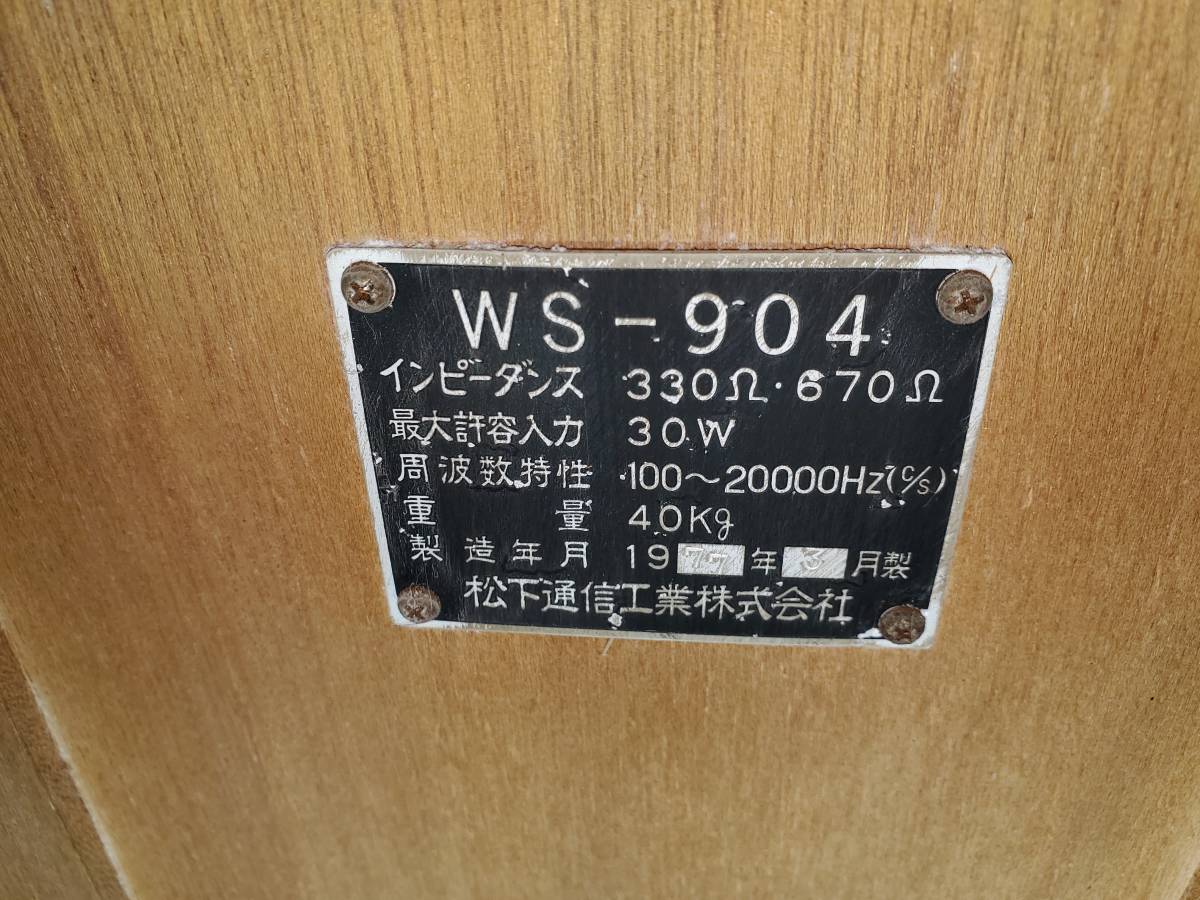 WS-904
インピーダンス 330Ω・670Ω
最大許容入力 30W
周波数特性 100〜20000Hz(c/s)
重量 40Kg
製造年月 1977年3月製
松下通信工業株式会社